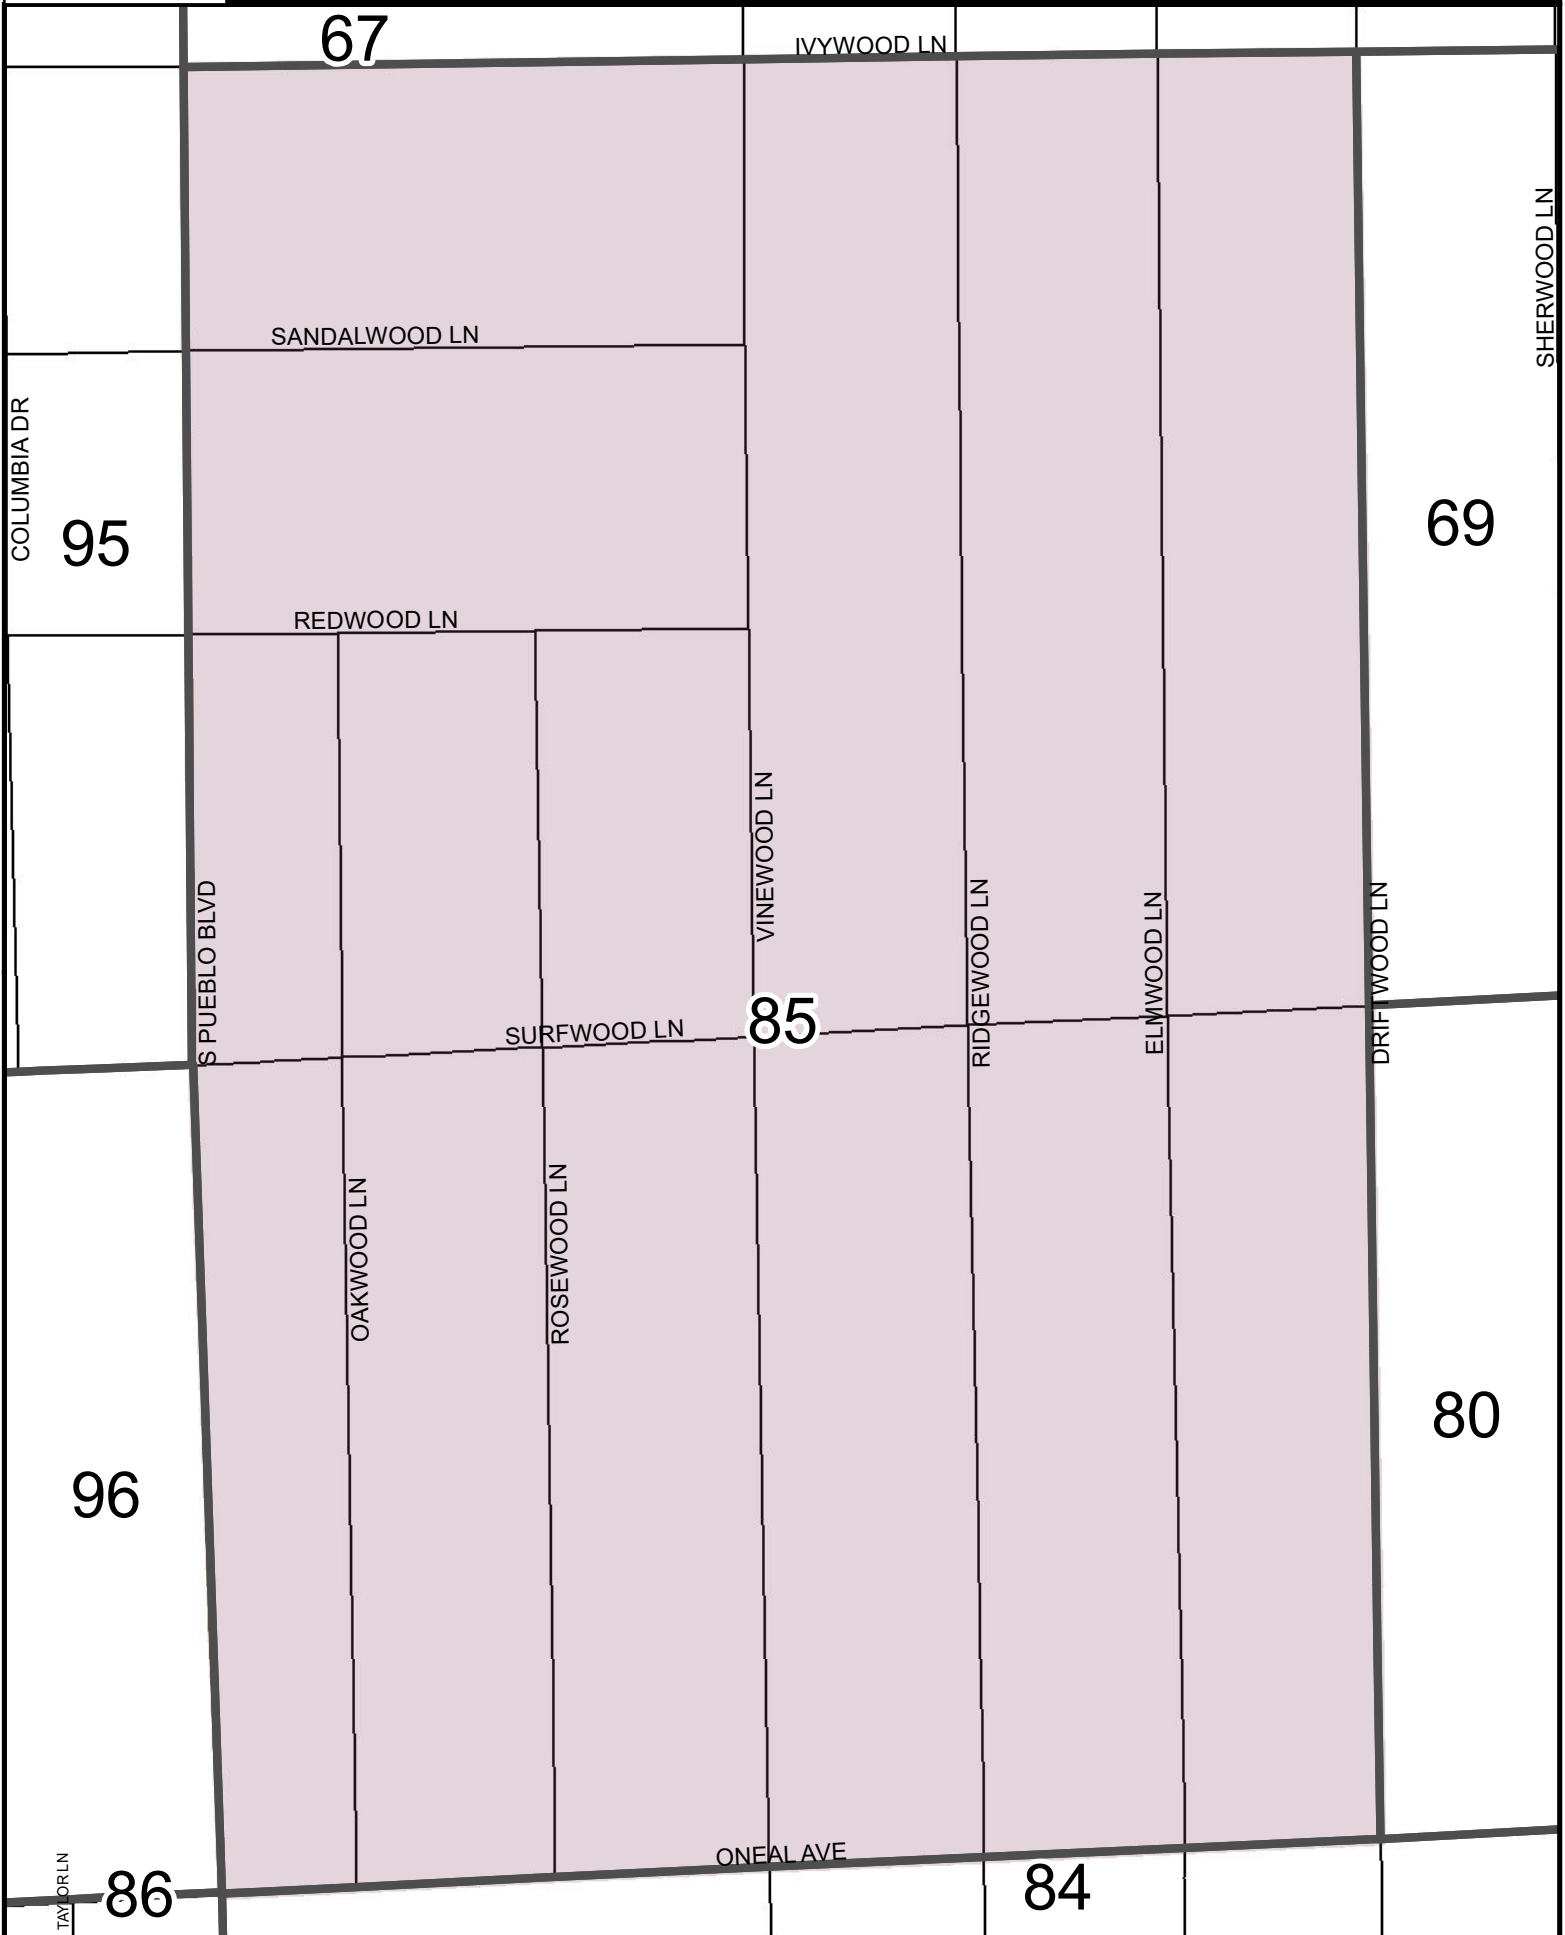 67
IVYWOOD LN
SHERWOOD LN
SANDALWOOD LN
COLUMBIA DR
95
69
REDWOOD LN
VINEWOOD LN
S PUEBLO BLVD
RIDGEWOOD LN
ELMWOOD LN
DRIFTWOOD LN
85
SURFWOOD LN
OAKWOOD LN
ROSEWOOD LN
80
96
ONEAL AVE
TAYLOR LN
86
84